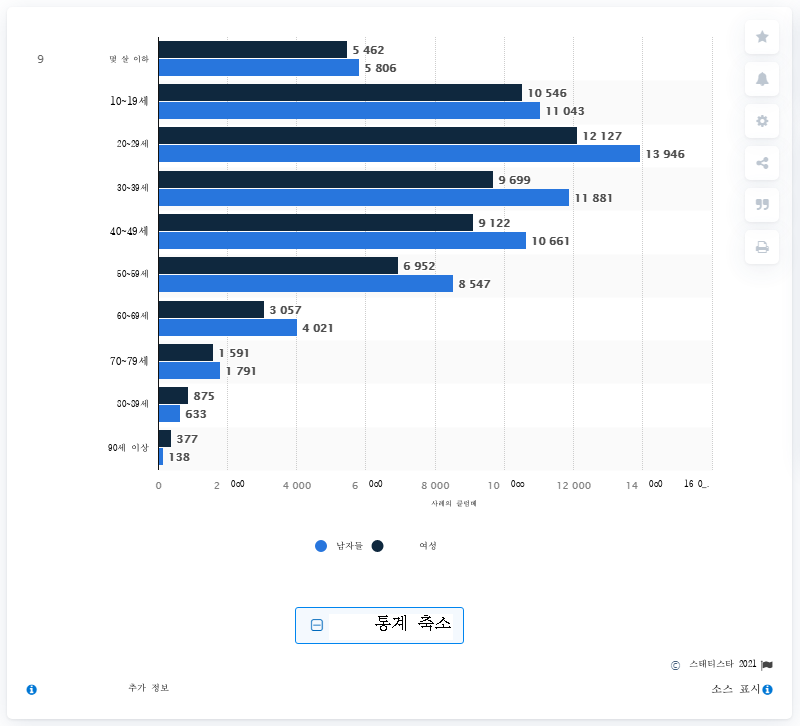 5 462
9 몇 살 이하
5 806
10 546
10~19세
11 043
12 127
20~29세
13 946
9 699
30~39세
11 881
9 122
40~49세
10 661
6 952
50~59세
8 547
3 057
60~69세
4 021
1 591
70~79세
1 791
875
80~89세
633
377
90세 이상
138
0 2 000 4 000 6 000 8 000 10 000 12 000 14 000 16 0_.
사례의
남자들 여성
통계 축소
© 스태티스타 2021
추가 정보 소스 표시